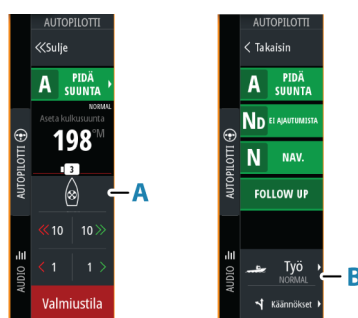 AUTOPILOTTI
«Sulje
A PIDÄ SUUNTA
NORMAL
Aseta kulkusuunta
198°M
3
A
«10 10»
< 1 1 >
Valmiustila
AUTOPILOTTI
AUDIO
AUTOPILOTTI
< Takaisin
A PIDÄ SUUNTA
ND EI AJAUTUMISTA
N NAV.
FOLLOW UP
Työ
NORMAL
B
Käännökset
AUTOPILOTTI
AUDIO